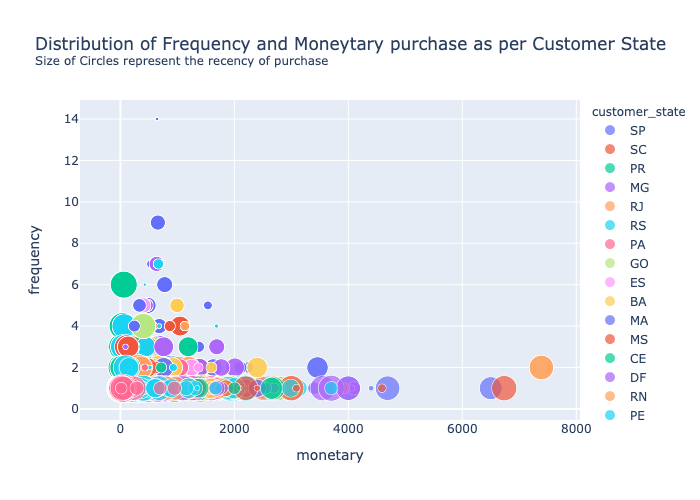 Distribution of Frequency and Moneytary purchase as per Customer State
Size of Circles represent the recency of purchase
customer_state
SP
SC
PR
MG
RJ
RS
PA
GO
ES
BA
MA
MS
CE
DF
RN
PE
frequency
14
12
10
8
6
4
2
0
0 2000 4000 6000 8000
monetary